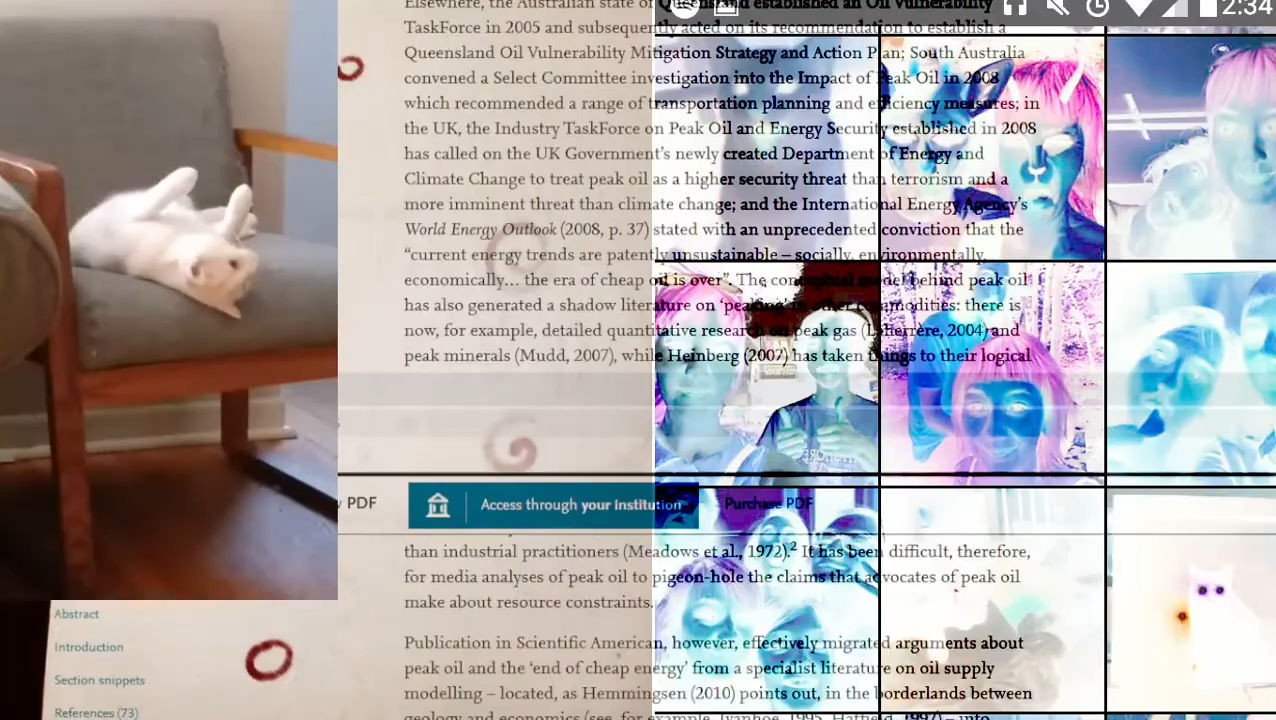 2:34
Elsewhere, the Australian state of Queensland established an Oil Vulnerability
TaskForce in 2005 and subsequently acted on its recommendation to establish a
Queensland Oil Vulnerability Mitigation Strategy and Action Plan; South Australia
convened a Select Committee investigation into the Impact of Peak Oil in 2008
which recommended a range of transportation planning and efficiency measures; in
the UK, the Industry TaskForce on Peak Oil and Energy Security established in 2008
has called on the UK Government's newly created Department of Energy and
Climate Change to treat peak oil as a higher security threat than terrorism and a
more imminent threat than climate change; and the International Energy Agency's
World Energy Outlook (2008, p. 37) stated with an unprecedented conviction that the
“current energy trends are patently unsustainable – socially, environmentally,
economically… the era of cheap oil is over”. The conceptual model behind peak oil
has also generated a shadow literature on ‘peaking’ in other commodities: there is
now, for example, detailed quantitative research on peak gas (Laherrère, 2004) and
peak minerals (Mudd, 2007), while Heinberg (2007) has taken things to their logical
PDF
Access through your institution
Purchase PDF
than industrial practitioners (Meadows et al., 1972).² It has been difficult, therefore,
for media analyses of peak oil to pigeon-hole the claims that advocates of peak oil
make about resource constraints.
Abstract
Introduction
Section snippets
References (73)
Publication in Scientific American, however, effectively migrated arguments about
peak oil and the ‘end of cheap energy’ from a specialist literature on oil supply
modelling – located, as Hemmingsen (2010) points out, in the borderlands between
geology and economics (see, for example, Ivanhoe, 1995, Hatfield, 1997) – into